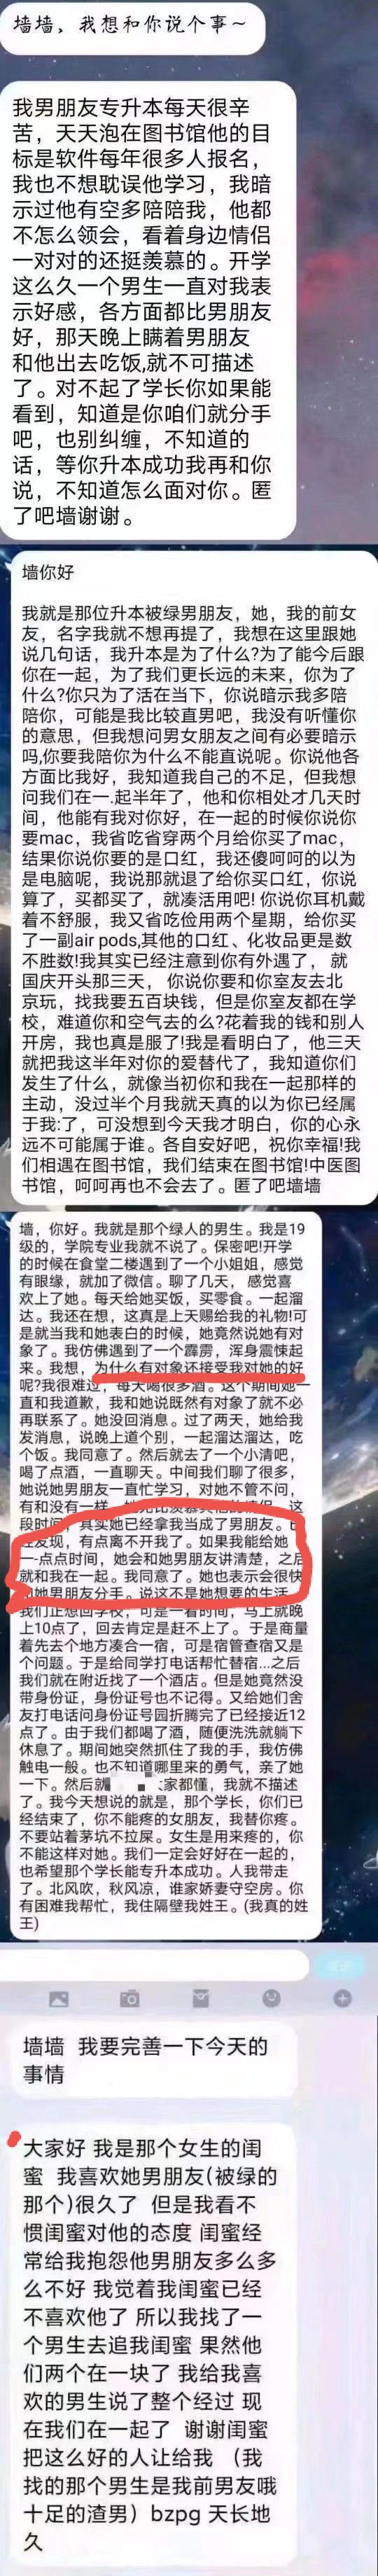 墙墙，我想和你说个事～
我男朋友专升本每天很辛
苦，天天泡在图书馆他的目
标是软件每年很多人报名，
我也不想耽误他学习，我暗
示过他有空多陪陪我，他都
不怎么领会，看着身边情侣
一对对的还挺羡慕的。开学
这么久一个男生一直对我表
示好感，各方面都比男朋友
好，那天晚上瞒着男朋友
和他出去吃饭,就不可描述
了。对不起了学长你如果能
看到，知道是你咱们就分手
吧，也别纠缠，不知道的
话，等你升本成功我再和你
说，不知道怎么面对你。匿
了吧墙谢谢。
墙你好
我就是那位升本被绿男朋友，她，我的前女
友，名字我就不想再提了，我想在这里跟她
说几句话，我升本是为了什么?为了能今后跟
你在一起，为了我们更长远的未来，你为了
什么?你只为了活在当下，你说暗示我多陪
陪你，可能是我比较直男吧，我没有听懂你
的意思，但我想问男女朋友之间有必要暗示
吗,你要我陪你为什么不能直说呢。你说他各
方面比我好，我知道我自己的不足，但我想
问我们在一.起半年了，他和你相处才几天时
间，他能有我对你好，在一起的时候你说你
要mac，我省吃省穿两个月给你买了mac，
结果你说你要的是口红，我还傻呵呵的以为
是电脑呢，我说那就退了给你买口红，你说
算了，买都买了，就凑活用吧! 你说你耳机戴
着不舒服，我又省吃俭用两个星期，给你买
了一副air pods,其他的口红、化妆品更是数
不胜数!我其实已经注意到你有外遇了，就
国庆开头那三天，你说你要和你室友去北
京玩，找我要五百块钱，但是你室友都在学
校，难道你和空气去的么?花着我的钱和别人
开房，我也真是服了!我是看明白了，他三天
就把我这半年对你的爱替代了，我知道你们
发生了什么，就像当初你和我在一起那样的
主动，没过半个月我就天真的以为你已经属
于我:了，可没想到今天我才明白，你的心永
远不可能属于谁。各自安好吧，祝你幸福!我
们相遇在图书馆，我们结束在图书馆!中医图
书馆，呵呵再也不会去了。匿了吧墙墙
墙，你好。我就是那个绿人的男生。我是19
级的，学院专业我就不说了。保密吧!开学
的时候在食堂二楼遇到了一个小姐姐，感觉
有眼缘，就加了微信。聊了几天，感觉喜
欢上了她。每天给她买饭，买零食。一起溜
达。我还在想，这真是上天赐给我的礼物!可
是就当我和她表白的时候，她竟然说她有对
象了。我仿佛遇到了一个霹雳，浑身震悚起
来。我想，为什么有对象还接受我对她的好
呢?我很难过，每天喝很多酒。这个期间她一
直和我道歉，我和她说既然有对象了就不必
再联系了。她没回消息。过了两天，她给我
发消息，说晚上道个别，一起溜达溜达，吃
个饭。我同意了。然后就去了一个小清吧，
喝了点酒，一直聊天。中间我们聊了很多，
她说她男朋友一直忙学习，对她不管不问，
有和没有一样。
段时间，其实她已经拿我当成了男朋友。已
发现，有点离不开我了。如果我能给她
一点点时间，她会和她男朋友讲清楚，之后
就和我在一起。我同意了。她也表示会很快
她男朋友分手。说这不是她想要的生活
我们正想回学校，可是一看时间，马上就晚
上10点了，回去肯定是赶不上了。于是商量
着先去个地方凑合一宿，可是宿管查宿又是
个问题。于是给同学打电话帮忙替宿...之后
我们就在附近找了一个酒店。但是她竟然没
带身份证，身份证号也不记得。又给她们舍
友打电话问身份证号园折腾完了已经接近12
点了。由于我们都喝了酒，随便洗洗就躺下
休息了。期间她突然抓住了我的手，我仿佛
触电一般。也不知道哪里来的勇气，亲了她
一下。然后就 家都懂，我就不描述
了。我今天想说的就是，那个学长，你们已
经结束了，你不能疼的女朋友，我替你疼。
不要站着茅坑不拉屎。女生是用来疼的，你
不能这样对她。我们一定会好好在一起的，
也希望那个学长能专升本成功。人我带走
了。北风吹，秋风凉，谁家娇妻守空房。你
有困难我帮忙，我住隔壁我姓王。(我真的姓
王)
墙墙 我要完善一下今天的
事情
大家好 我是那个女生的闺
蜜 我喜欢她男朋友(被绿的
那个)很久了 但是我看不
惯闺蜜对他的态度 闺蜜经
常给我抱怨他男朋友多么多
么不好 我觉着我闺蜜已经
不喜欢他了 所以我找了一
个男生去追我闺蜜 果然他
们两个在一块了 我给我喜
欢的男生说了整个经过 现
在我们在一起了 谢谢闺蜜
把这么好的人让给我 （我
找的那个男生是我前男友哦
十足的渣男）bzpg 天长地
久